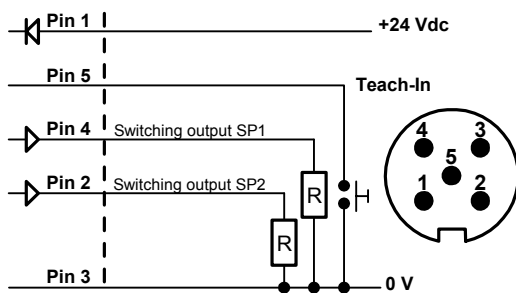 Pin 1 +24 Vdc
Pin 5 Teach-In
Pin 4 Switching output SP1
Pin 2 Switching output SP2
R
R
Pin 3 0 V
4 3
5
1 2